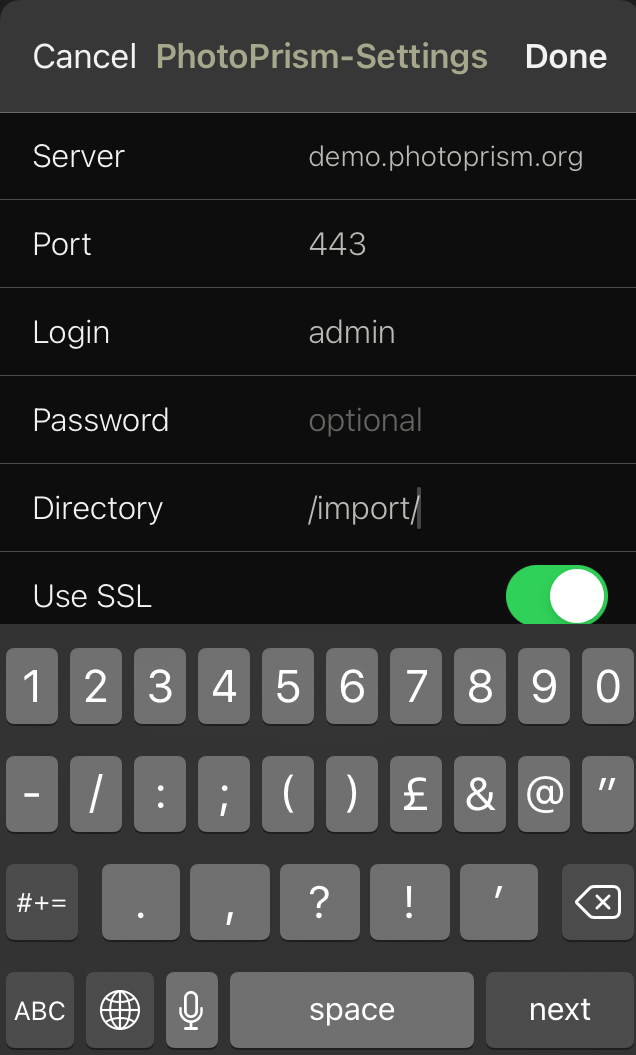 Cancel PhotoPrism-Settings Done
Server demo.photoprism.org
Port 443
Login admin
Password optional
Directory /import/
Use SSL
1 2 3 4 5 6 7 8 9 0
- / : ; ( ) £ & @ "
#+= . , ? ! '
ABC space next